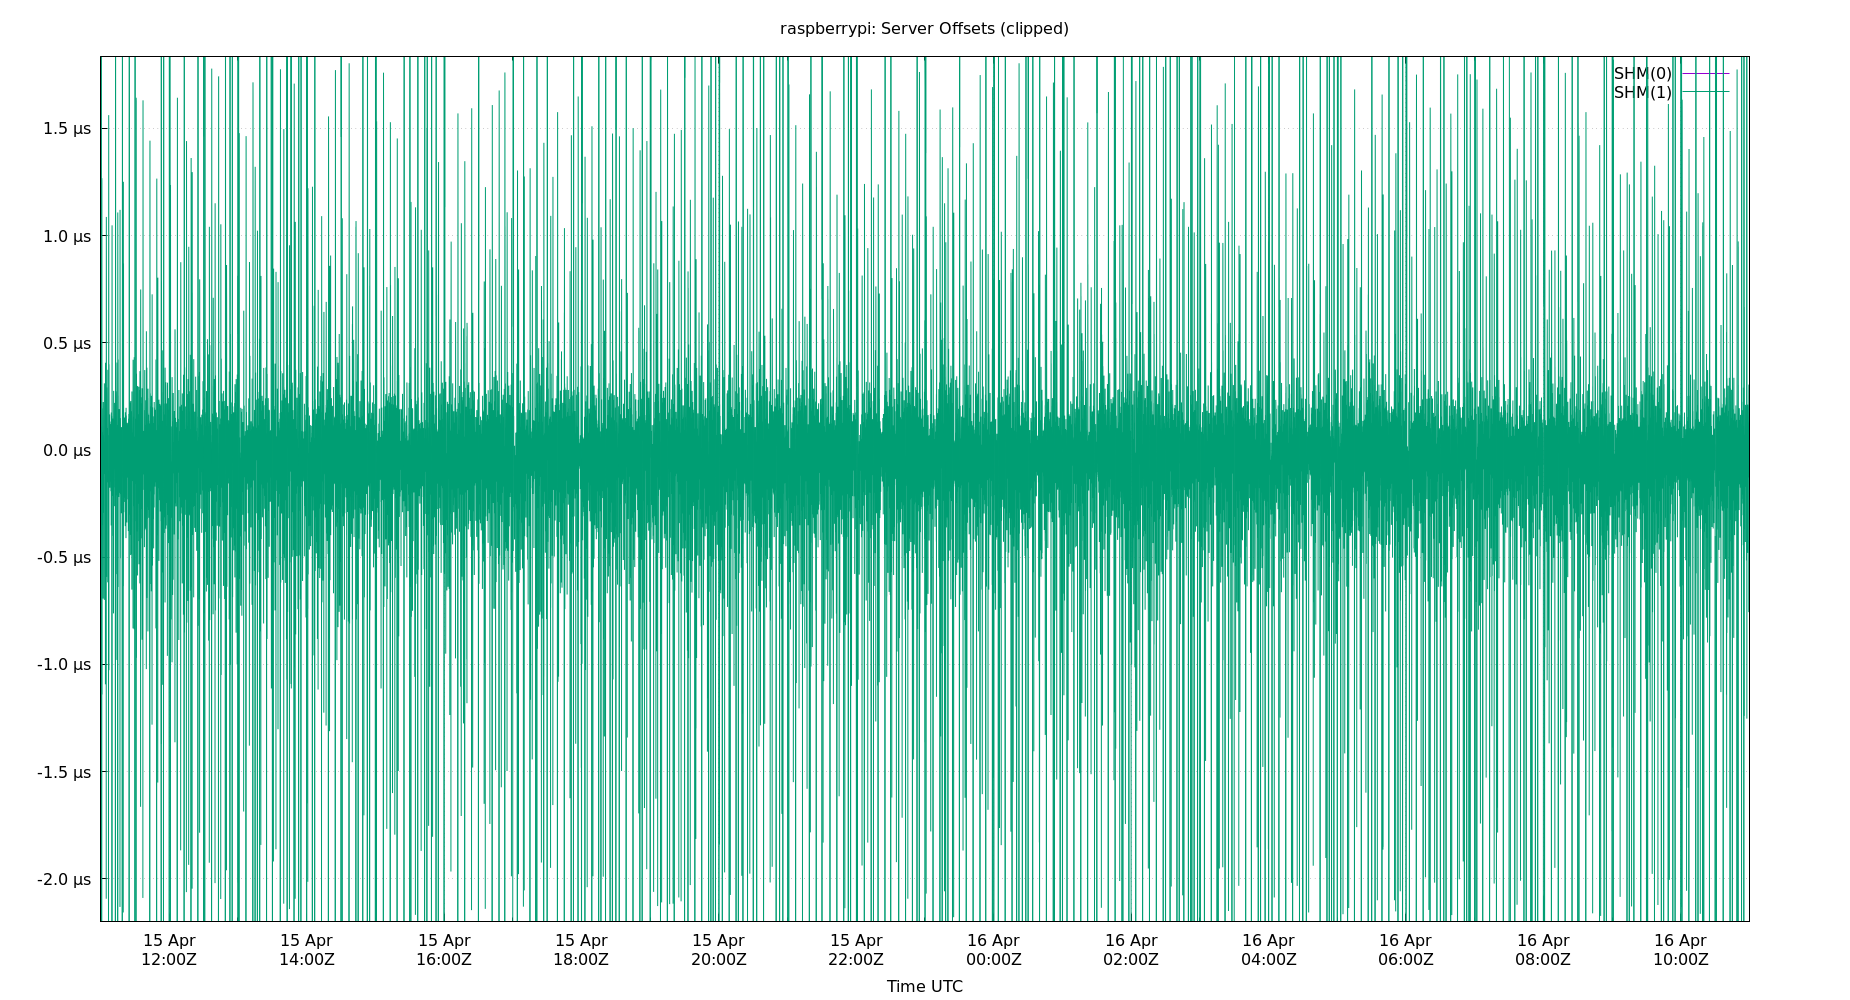 raspberrypi: Server Offsets (clipped)
SHM(0)
SHM(1)
1.5 µs
1.0 µs
0.5 µs
0.0 µs
-0.5 µs
-1.0 µs
-1.5 µs
-2.0 µs
15 Apr 15 Apr 15 Apr 15 Apr 15 Apr 15 Apr 16 Apr 16 Apr 16 Apr 16 Apr 16 Apr 16 Apr
12:00Z 14:00Z 16:00Z 18:00Z 20:00Z 22:00Z 00:00Z 02:00Z 04:00Z 06:00Z 08:00Z 10:00Z
Time UTC